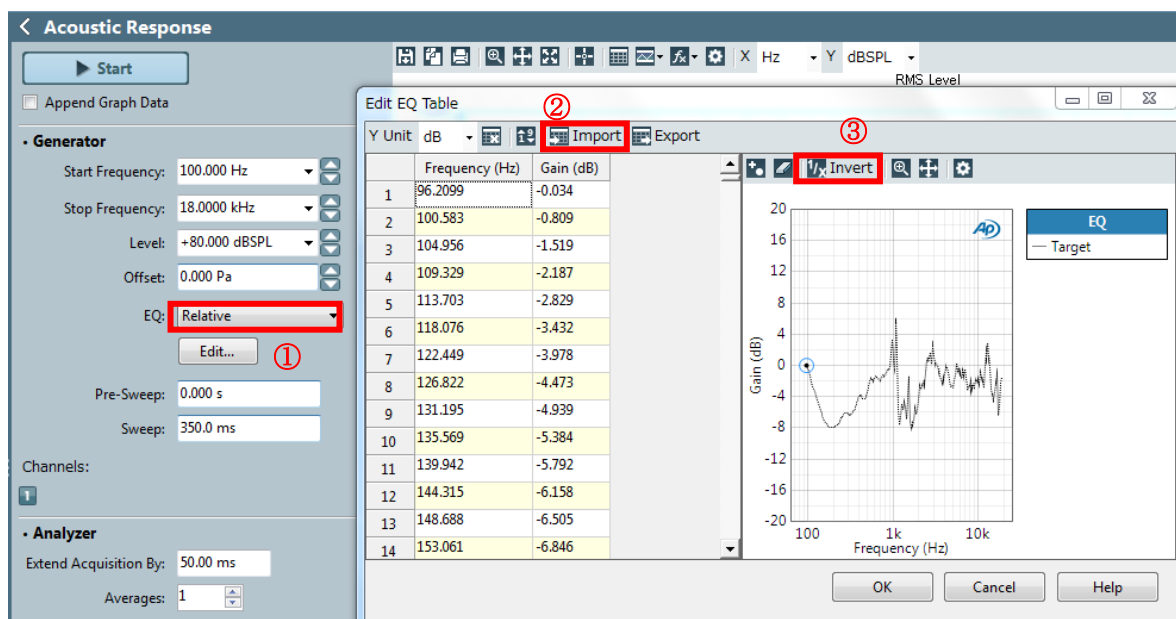 Acoustic Response
Start
Append Graph Data
Generator
Start Frequency: 100.000 Hz
Stop Frequency: 18.0000 kHz
Level: +80.000 dBSPL
Offset: 0.000 Pa
EQ: Relative
Edit... ①
Pre-Sweep: 0.000 s
Sweep: 350.0 ms
Channels:
1
Analyzer
Extend Acquisition By: 50.00 ms
Averages: 1
X Hz Y dBSPL
RMS Level
Edit EQ Table
②
Y Unit dB Import Export
Frequency (Hz) Gain (dB)
1 96.2099 -0.034
2 100.583 -0.809
3 104.956 -1.519
4 109.329 -2.187
5 113.703 -2.829
6 118.076 -3.432
7 122.449 -3.978
8 126.822 -4.473
9 131.195 -4.939
10 135.569 -5.384
11 139.942 -5.792
12 144.315 -6.158
13 148.688 -6.505
14 153.061 -6.846
③
1/x Invert
20
16
12
8
4
0
-4
-8
-12
-16
-20
Gain (dB)
AP
100 1k 10k
Frequency (Hz)
EQ
Target
OK Cancel Help